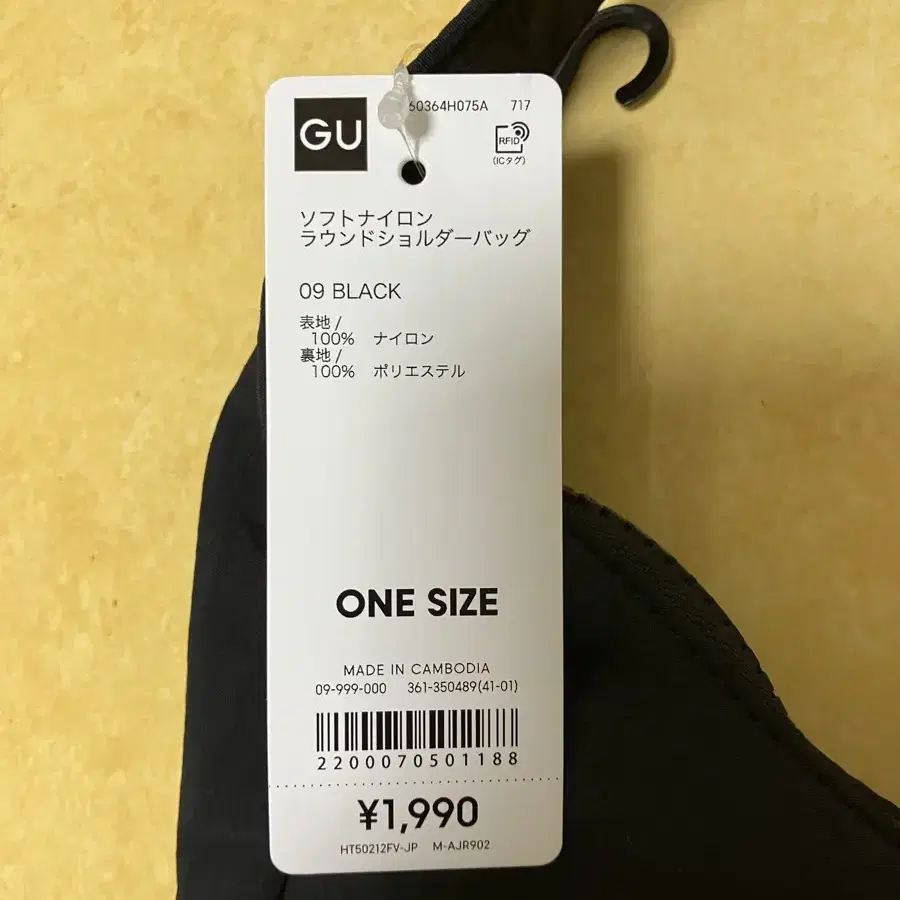 GU
60364H075A 717
RFID
(ICタグ)
ソフトナイロン
ラウンドショルダーバッグ
09 BLACK
表地 /
100% ナイロン
裏地 /
100% ポリエステル
ONE SIZE
MADE IN CAMBODIA
09-999-000 361-350489(41-01)
2200070501188
¥1,990
HT50212FV-JP M-AJR902